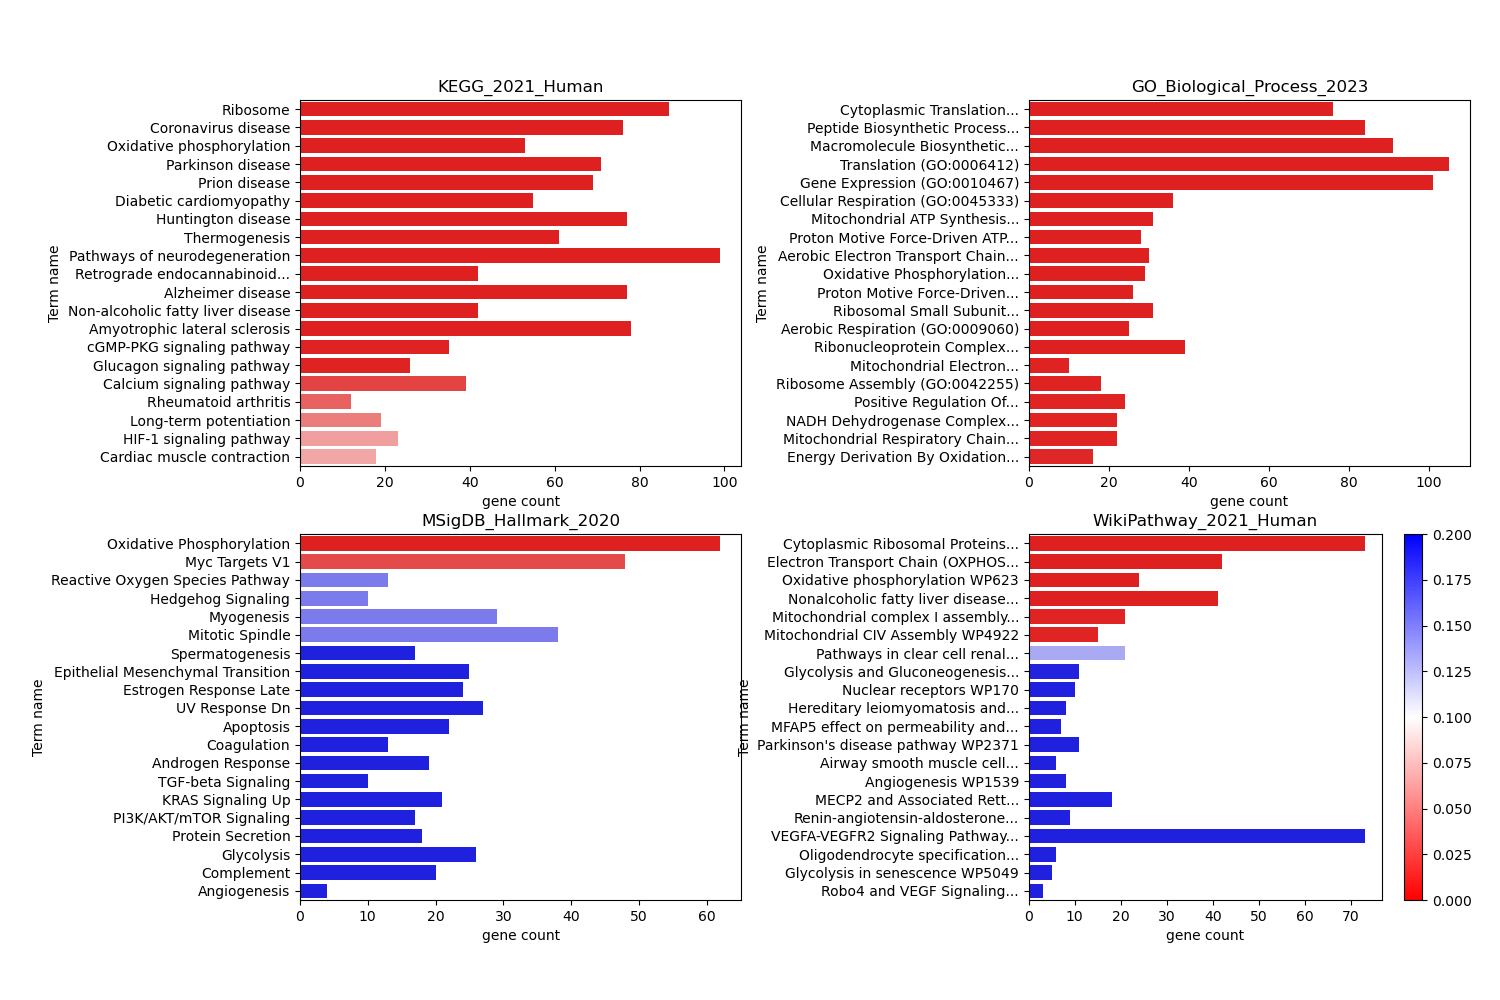 KEGG_2021_Human
Term name
Ribosome
Coronavirus disease
Oxidative phosphorylation
Parkinson disease
Prion disease
Diabetic cardiomyopathy
Huntington disease
Thermogenesis
Pathways of neurodegeneration
Retrograde endocannabinoid...
Alzheimer disease
Non-alcoholic fatty liver disease
Amyotrophic lateral sclerosis
cGMP-PKG signaling pathway
Glucagon signaling pathway
Calcium signaling pathway
Rheumatoid arthritis
Long-term potentiation
HIF-1 signaling pathway
Cardiac muscle contraction
0 20 40 60 80 100
gene count
GO_Biological_Process_2023
Term name
Cytoplasmic Translation...
Peptide Biosynthetic Process...
Macromolecule Biosynthetic...
Translation (GO:0006412)
Gene Expression (GO:0010467)
Cellular Respiration (GO:0045333)
Mitochondrial ATP Synthesis...
Proton Motive Force-Driven ATP...
Aerobic Electron Transport Chain...
Oxidative Phosphorylation...
Proton Motive Force-Driven...
Ribosomal Small Subunit...
Aerobic Respiration (GO:0009060)
Ribonucleoprotein Complex...
Mitochondrial Electron...
Ribosome Assembly (GO:0042255)
Positive Regulation Of...
NADH Dehydrogenase Complex...
Mitochondrial Respiratory Chain...
Energy Derivation By Oxidation...
0 20 40 60 80 100
gene count
MSigDB_Hallmark_2020
Term name
Oxidative Phosphorylation
Myc Targets V1
Reactive Oxygen Species Pathway
Hedgehog Signaling
Myogenesis
Mitotic Spindle
Spermatogenesis
Epithelial Mesenchymal Transition
Estrogen Response Late
UV Response Dn
Apoptosis
Coagulation
Androgen Response
TGF-beta Signaling
KRAS Signaling Up
PI3K/AKT/mTOR Signaling
Protein Secretion
Glycolysis
Complement
Angiogenesis
0 10 20 30 40 50 60
gene count
WikiPathway_2021_Human
Term name
Cytoplasmic Ribosomal Proteins...
Electron Transport Chain (OXPHOS...
Oxidative phosphorylation WP623
Nonalcoholic fatty liver disease...
Mitochondrial complex I assembly...
Mitochondrial CIV Assembly WP4922
Pathways in clear cell renal...
Glycolysis and Gluconeogenesis...
Nuclear receptors WP170
Hereditary leiomyomatosis and...
MFAP5 effect on permeability and...
Parkinson's disease pathway WP2371
Airway smooth muscle cell...
Angiogenesis WP1539
MECP2 and Associated Rett...
Renin-angiotensin-aldosterone...
VEGFA-VEGFR2 Signaling Pathway...
Oligodendrocyte specification...
Glycolysis in senescence WP5049
Robo4 and VEGF Signaling...
0 10 20 30 40 50 60 70
gene count
0.200
0.175
0.150
0.125
0.100
0.075
0.050
0.025
0.000